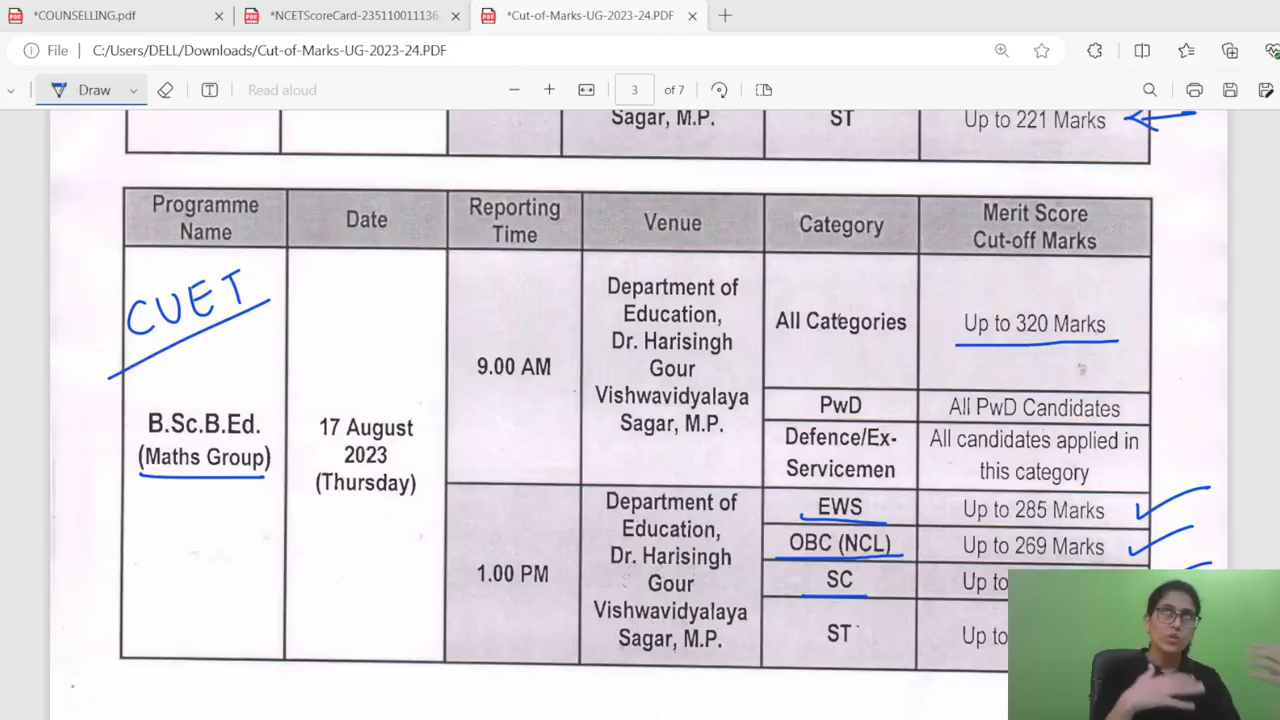 *COUNSELLING.pdf
*NCETScoreCard-235110011136
*Cut-of-Marks-UG-2023-24.PDF
File
C:/Users/DELL/Downloads/Cut-of-Marks-UG-2023-24.PDF
Draw
Read aloud
3
of 7
Sagar, M.P.
ST
Up to 221 Marks
Programme
Name
Date
Reporting
Time
Venue
Category
Merit Score
Cut-off Marks
CUET
B.Sc.B.Ed.
(Maths Group)
17 August
2023
(Thursday)
9.00 AM
Department of
Education,
Dr. Harisingh
Gour
Vishwavidyalaya
Sagar, M.P.
All Categories
Up to 320 Marks
PwD
All PwD Candidates
Defence/Ex-
Servicemen
All candidates applied in
this category
1.00 PM
Department of
Education,
Dr. Harisingh
Gour
Vishwavidyalaya
Sagar, M.P.
EWS
Up to 285 Marks
OBC (NCL)
Up to 269 Marks
SC
Up to
ST
Up to